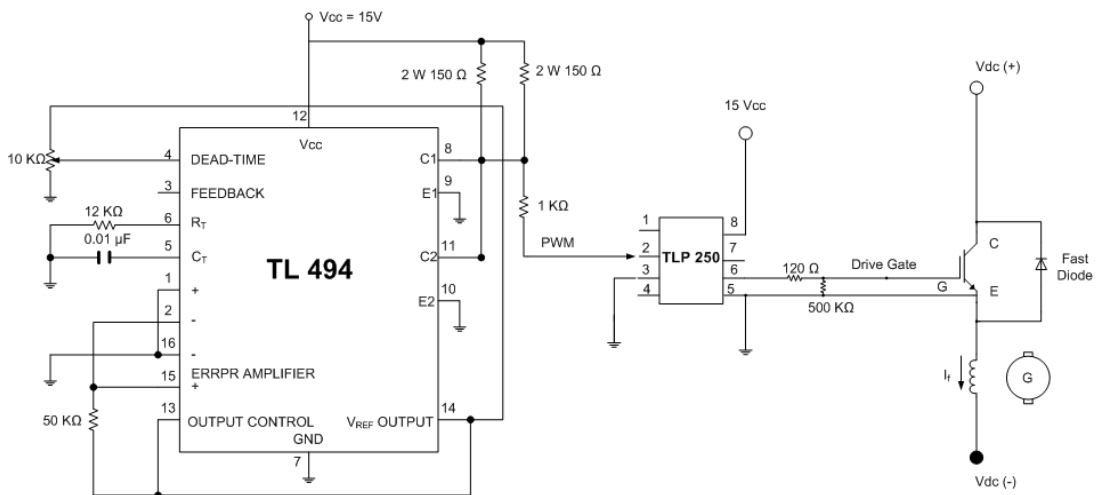 Vcc = 15V
2 W 150 Ω
2 W 150 Ω
Vdc (+)
12
15 Vcc
Vcc
10 KΩ
4
DEAD-TIME
C1
8
3
FEEDBACK
E1
9
12 KΩ
6
RT
1 KΩ
1
8
0.01 µF
5
CT
C2
11
PWM
2
TLP 250
7
C
Fast
Diode
TL 494
3
6
120 Ω
Drive Gate
G
E
1
+
4
5
500 KΩ
2
-
E2
10
16
-
15
ERRPR AMPLIFIER
+
If
G
50 KΩ
13
OUTPUT CONTROL
VREF OUTPUT
14
GND
7
Vdc (-)